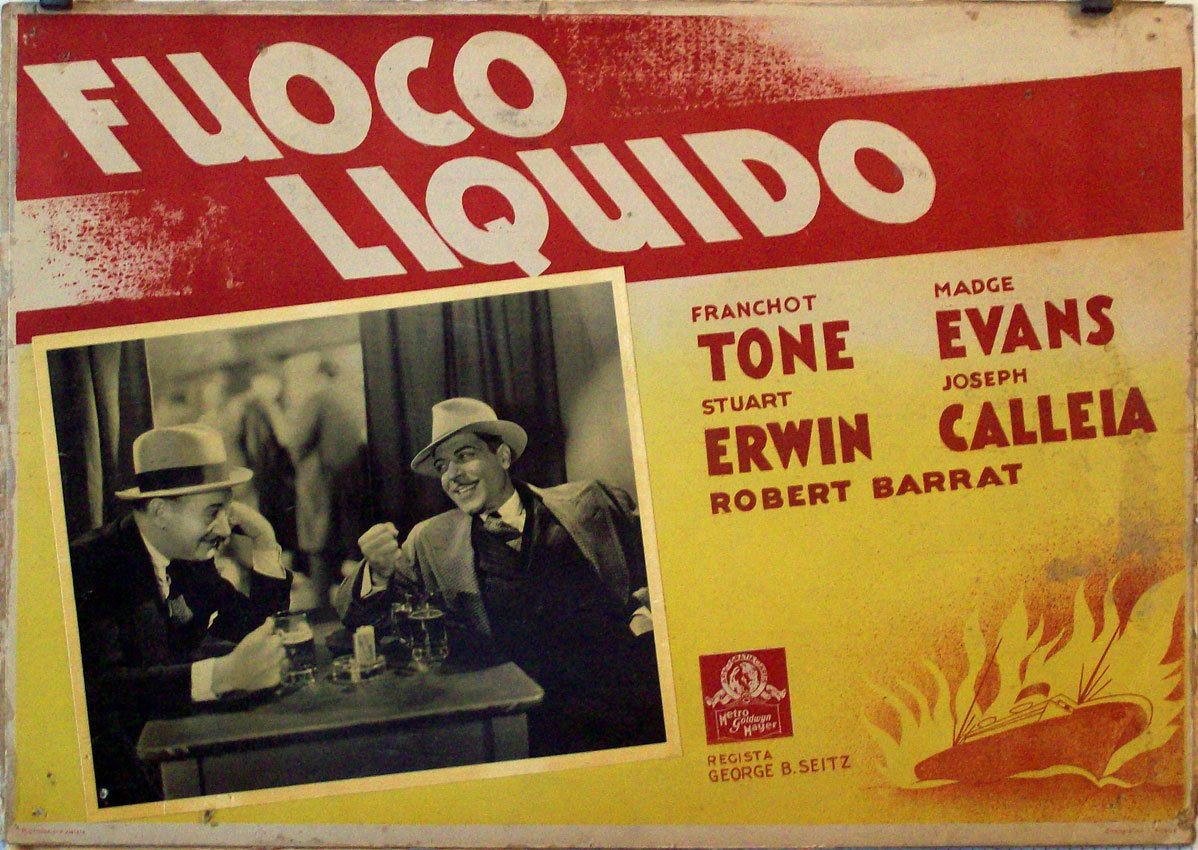 FUOCO
LIQUIDO
FRANCHOT
TONE
MADGE
EVANS
STUART
ERWIN
JOSEPH
CALLEIA
ROBERT BARRAT
Metro
Goldwyn
Mayer
REGISTA
GEORGE B. SEITZ